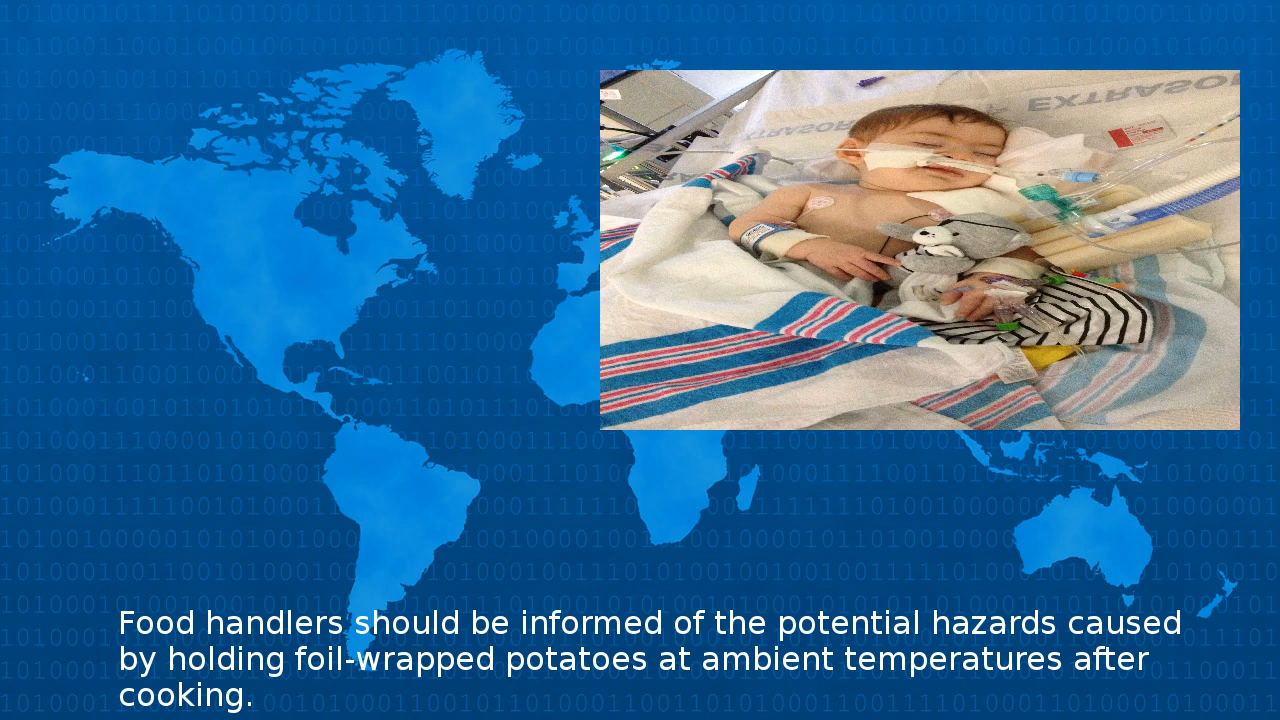 EXTRASOR
Food handlers should be informed of the potential hazards caused
by holding foil-wrapped potatoes at ambient temperatures after
cooking.